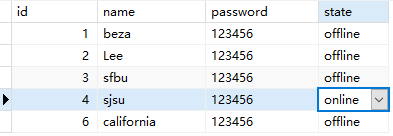 id name password state
1 beza 123456 offline
2 Lee 123456 offline
3 sfbu 123456 offline
4 sjsu 123456 online
6 california 123456 offline